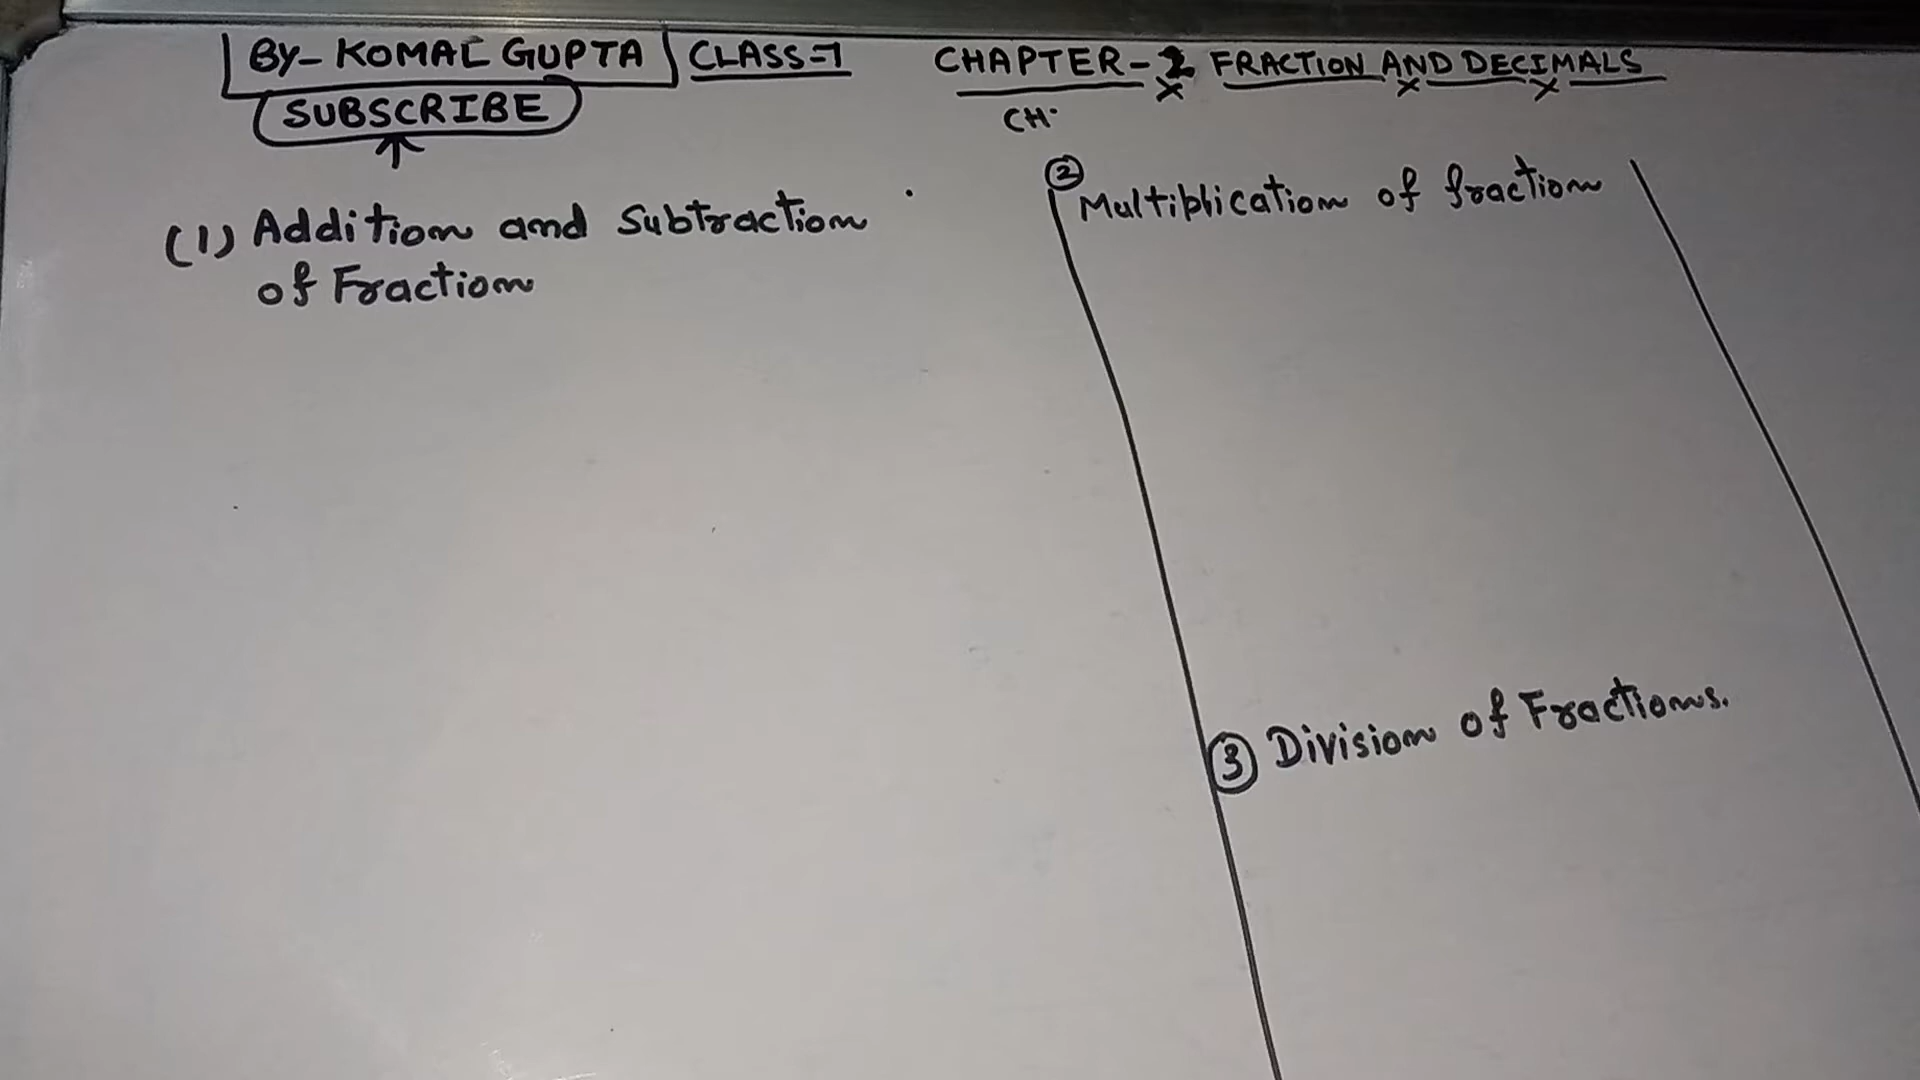 BY- KOMAL GUPTA CLASS-7 CHAPTER-2 FRACTION AND DECIMALS
SUBSCRIBE
CH.
(1) Addition and Subtraction
of Fraction
2
Multiplication of fraction
3 Division of Fractions.